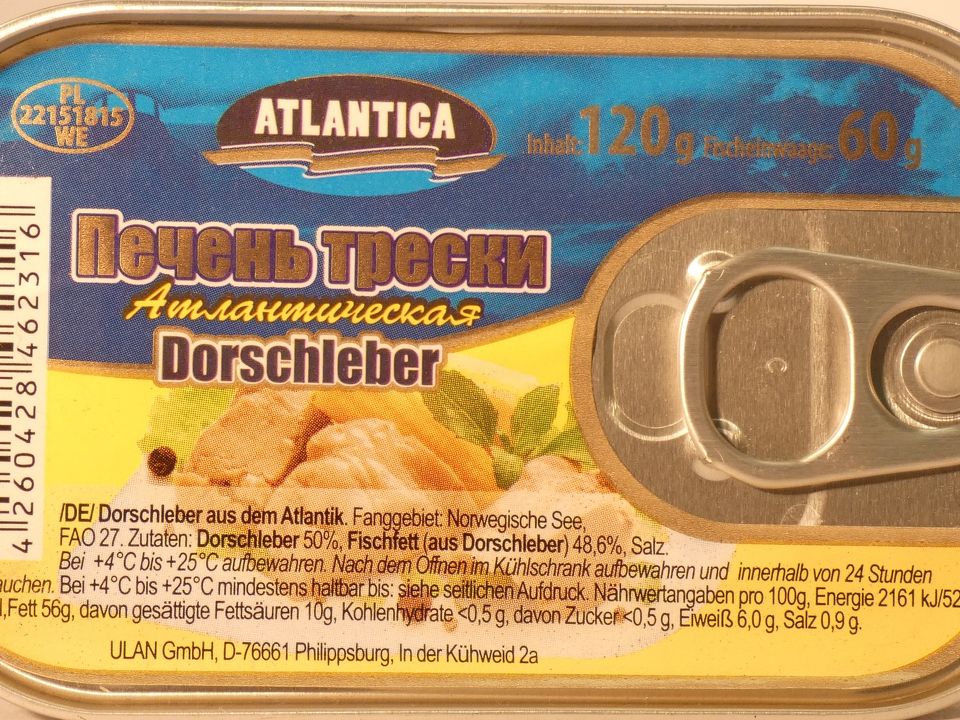 PL
22151815
WE
ATLANTICA
Inhalt: 120 g Fischeinwaage: 60 g
Печень трески
Атлантическая
Dorschleber
4 260428 462316
/DE/ Dorschleber aus dem Atlantik. Fanggebiet: Norwegische See,
FAO 27. Zutaten: Dorschleber 50%, Fischfett (aus Dorschleber) 48,6%, Salz.
Bei +4°C bis +25°C aufbewahren. Nach dem Öffnen im Kühlschrank aufbewahren und innerhalb von 24 Stunden
auchen. Bei +4°C bis +25°C mindestens haltbar bis: siehe seitlichen Aufdruck. Nährwertangaben pro 100g, Energie 2161 kJ/52
, Fett 56g, davon gesättigte Fettsäuren 10g, Kohlenhydrate <0,5 g, davon Zucker <0,5 g, Eiweiß 6,0 g, Salz 0,9 g.
ULAN GmbH, D-76661 Philippsburg, In der Kühweid 2a